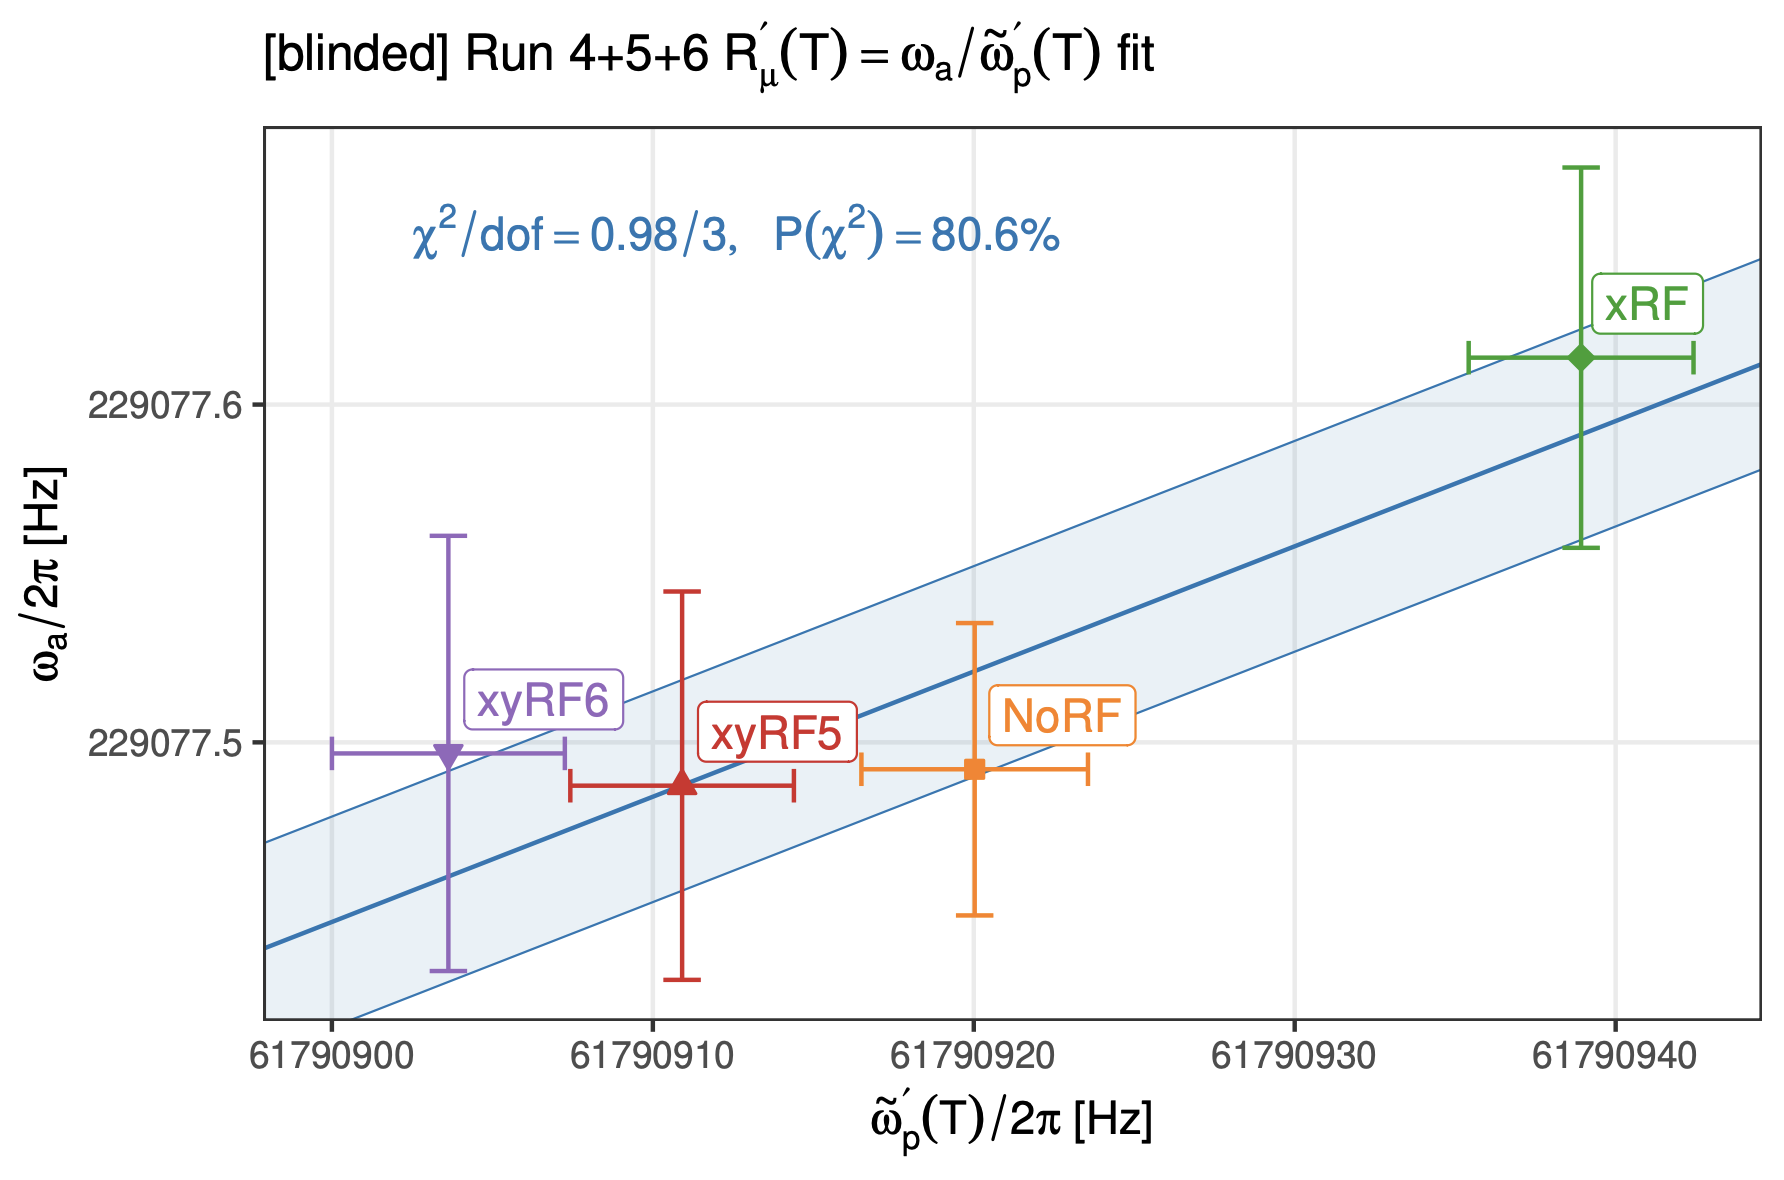 [blinded] Run 4+5+6 R′μ(T) = ωa/ω̃′p(T) fit
χ²/dof = 0.98/3, P(χ²) = 80.6%
xRF
229077.6
xyRF6
xyRF5
NoRF
229077.5
ωa/2π [Hz]
61790900 61790910 61790920 61790930 61790940
ω̃′p(T)/2π [Hz]